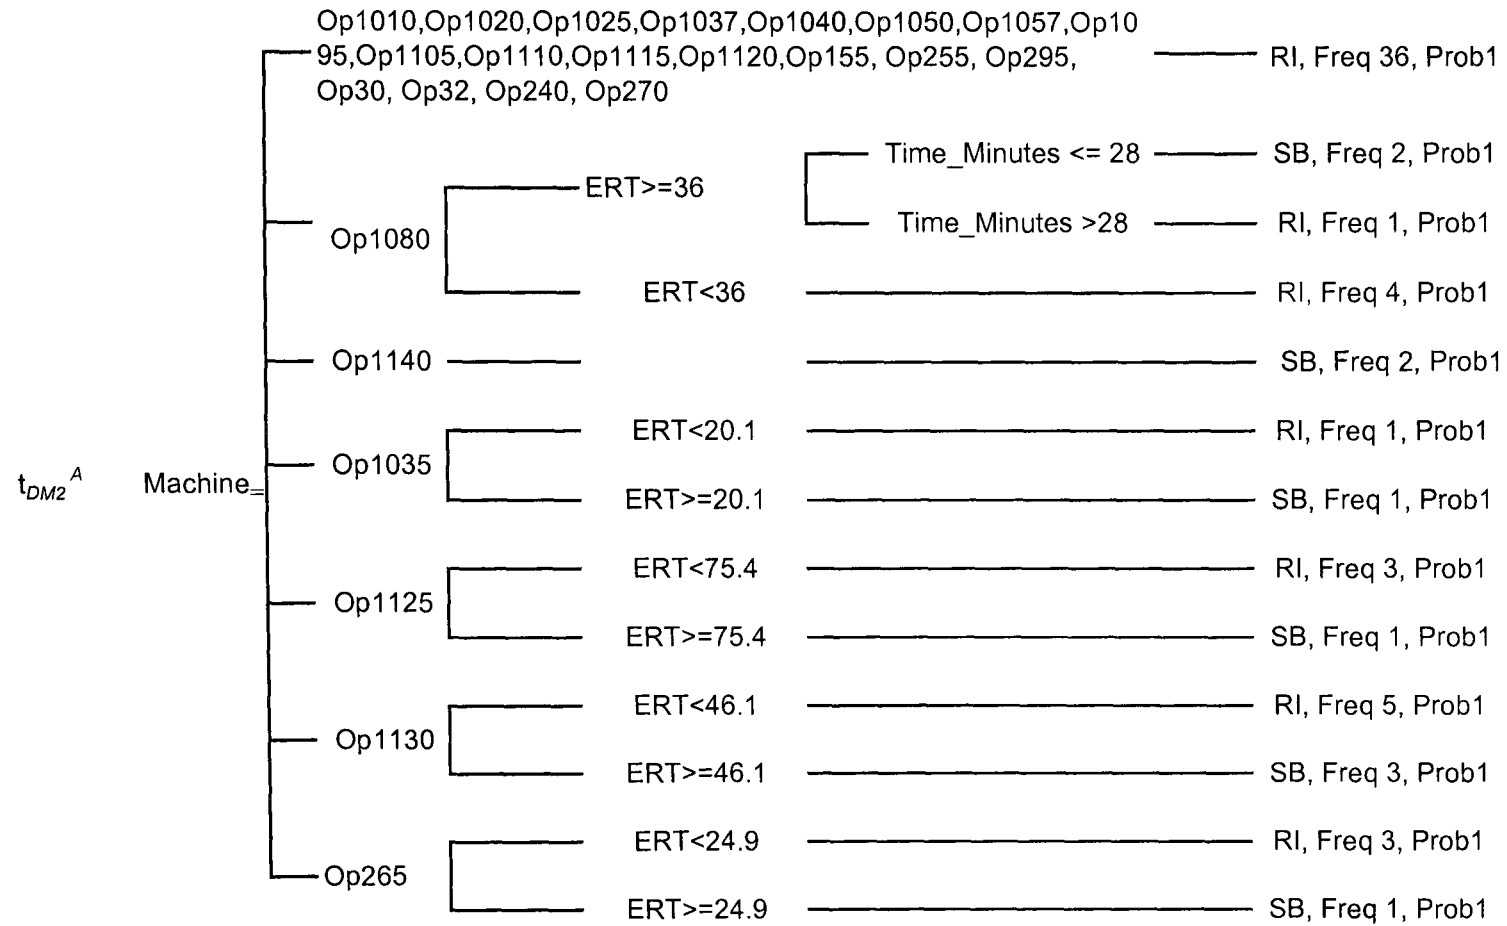 Op1010,Op1020,Op1025,Op1037,Op1040,Op1050,Op1057,Op10
95,Op1105,Op1110,Op1115,Op1120,Op155, Op255, Op295,
Op30, Op32, Op240, Op270
RI, Freq 36, Prob1
Time_Minutes <= 28
SB, Freq 2, Prob1
ERT>=36
Time_Minutes >28
RI, Freq 1, Prob1
Op1080
ERT<36
RI, Freq 4, Prob1
Op1140
SB, Freq 2, Prob1
ERT<20.1
RI, Freq 1, Prob1
Op1035
tDM2A
Machine=
ERT>=20.1
SB, Freq 1, Prob1
ERT<75.4
RI, Freq 3, Prob1
Op1125
ERT>=75.4
SB, Freq 1, Prob1
ERT<46.1
RI, Freq 5, Prob1
Op1130
ERT>=46.1
SB, Freq 3, Prob1
ERT<24.9
RI, Freq 3, Prob1
Op265
ERT>=24.9
SB, Freq 1, Prob1